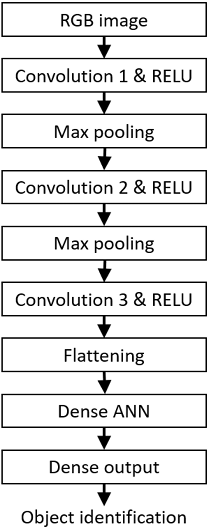 RGB image
Convolution 1 & RELU
Max pooling
Convolution 2 & RELU
Max pooling
Convolution 3 & RELU
Flattening
Dense ANN
Dense output
Object identification